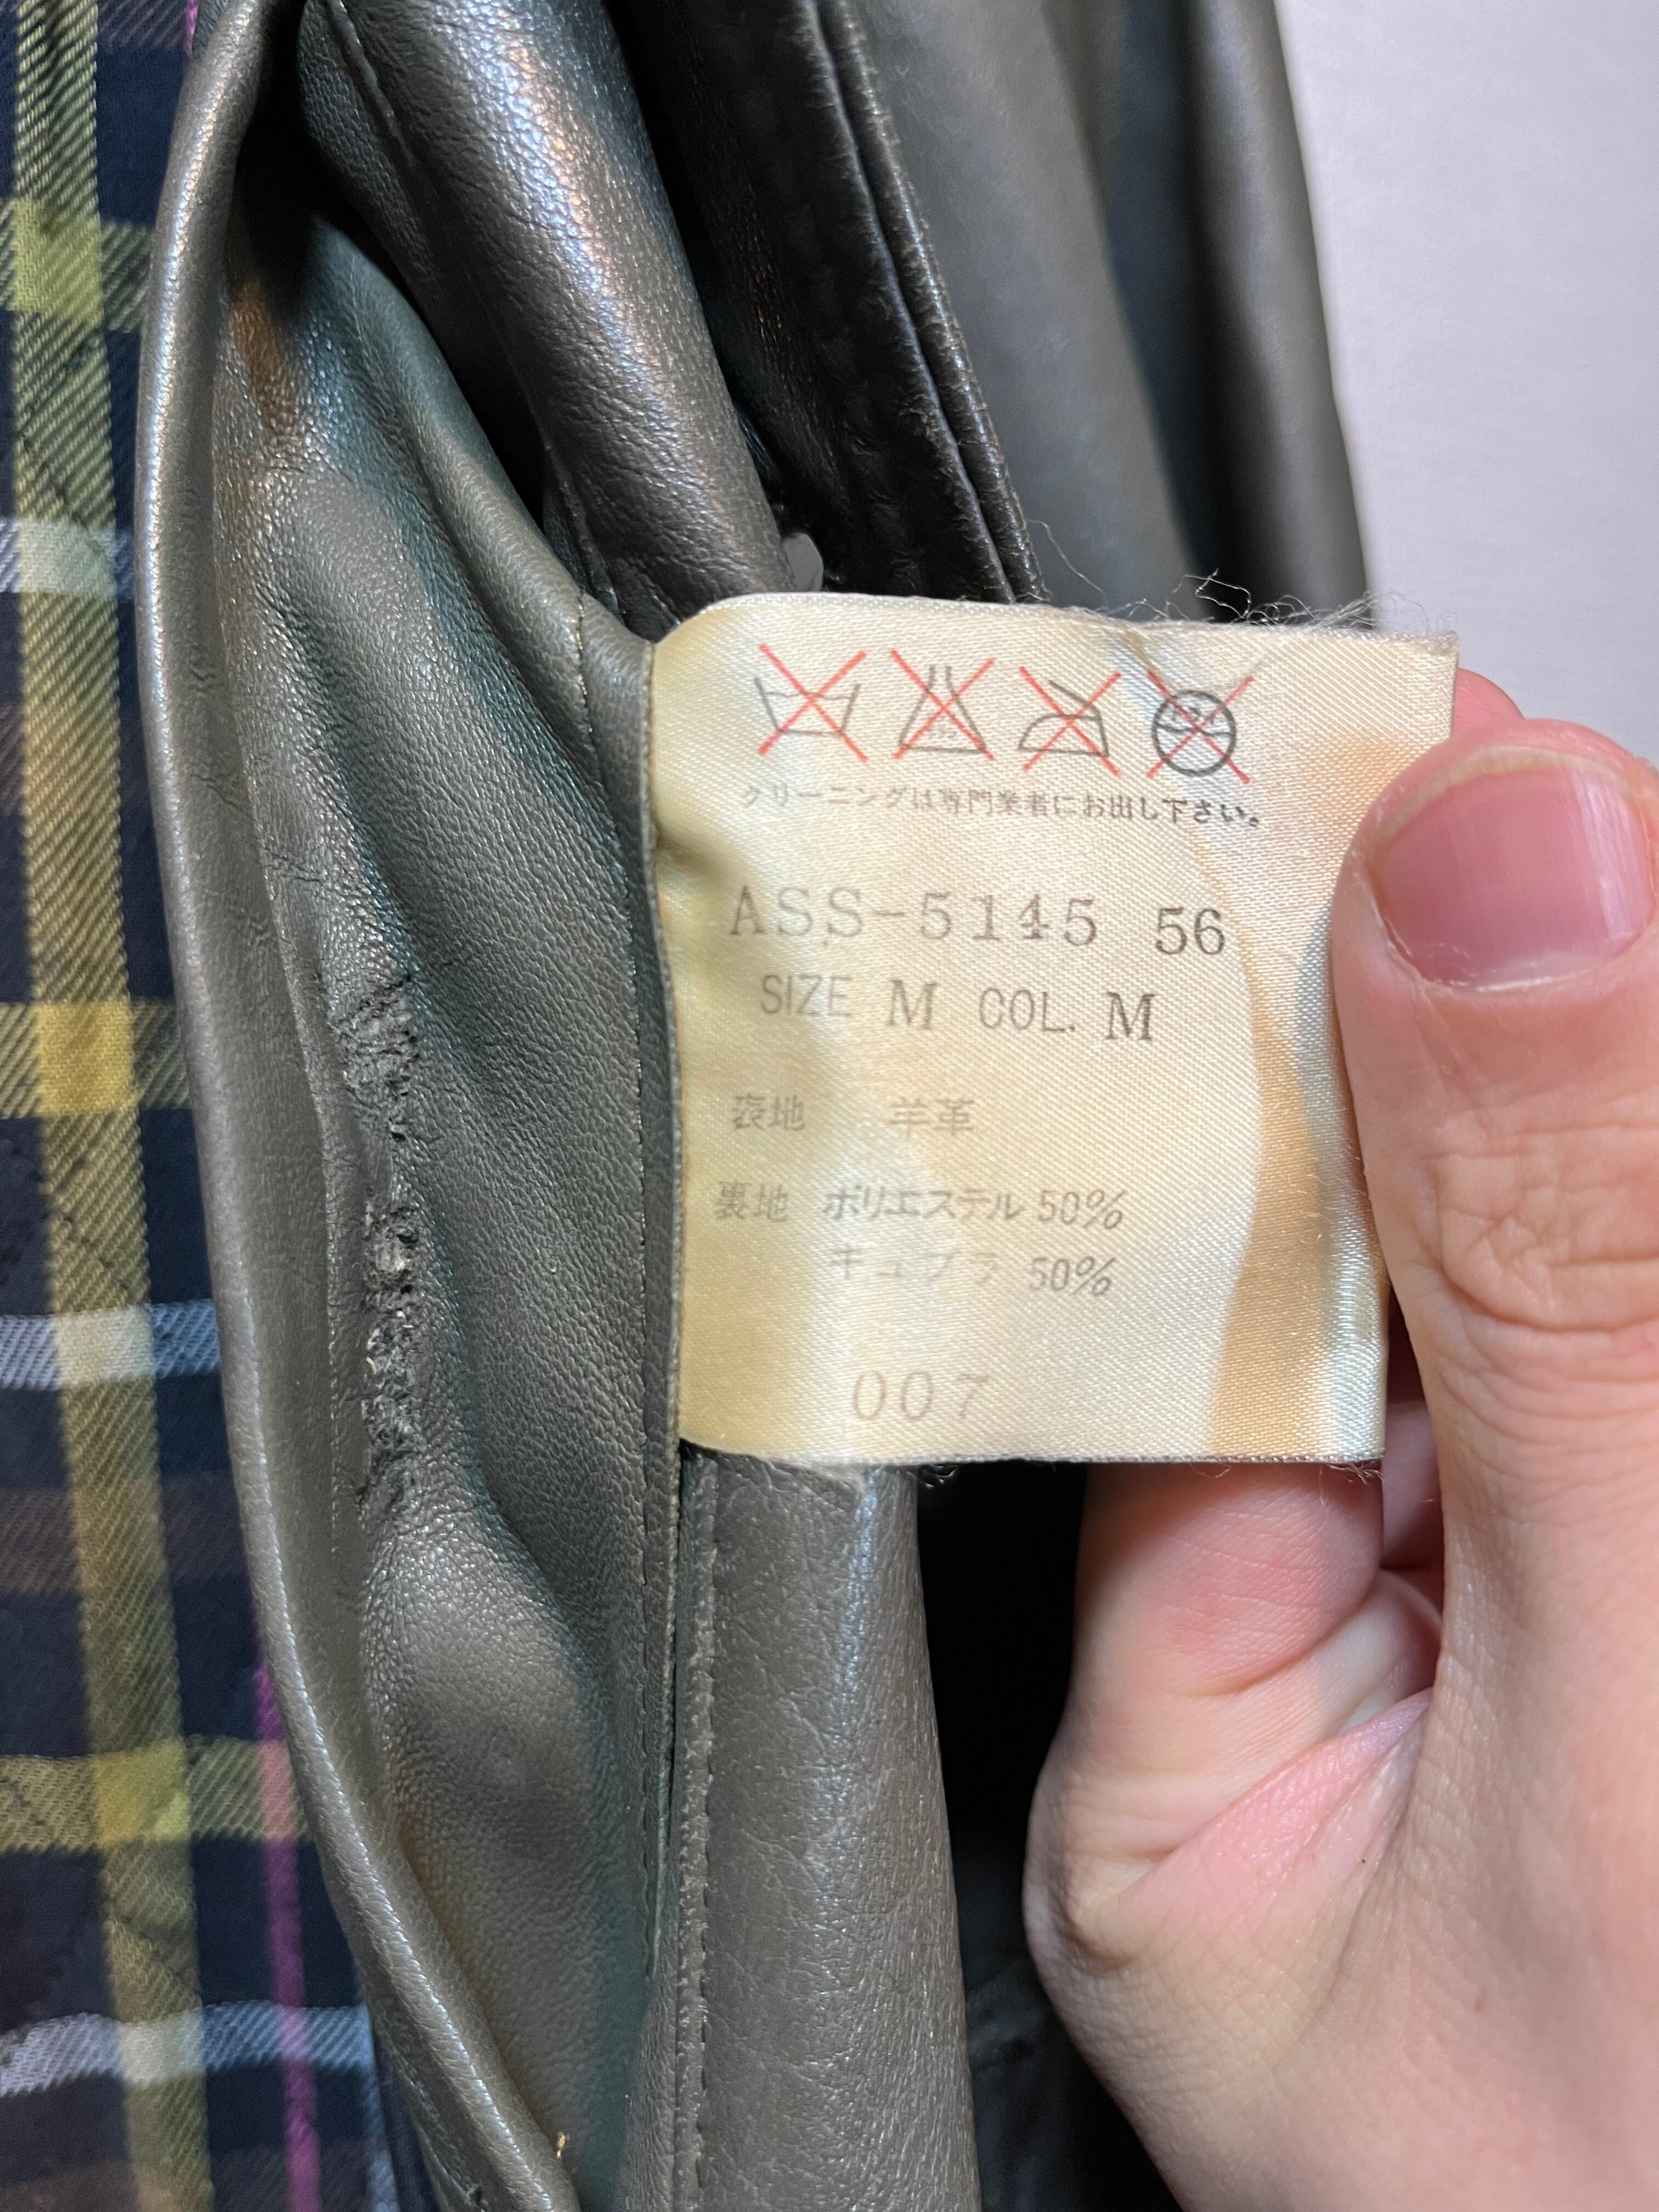 クリーニングは専門業者にお出し下さい。
ASS-5145 56
SIZE M COL. M
表地 羊革
裏地 ポリエステル 50%
キュプラ 50%
007